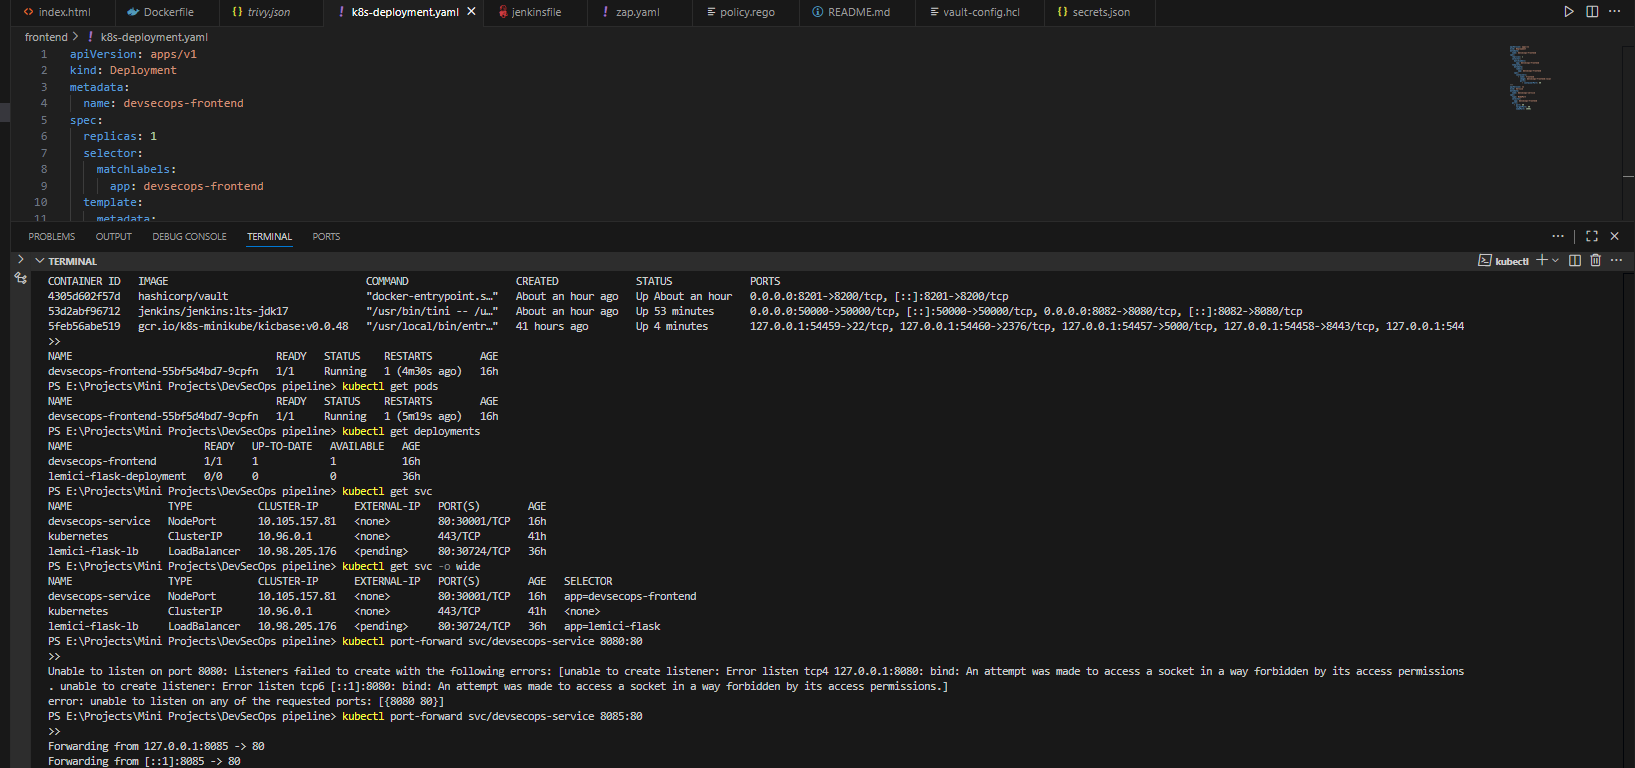 index.html Dockerfile trivy.json k8s-deployment.yaml jenkinsfile zap.yaml policy.rego README.md vault-config.hcl secrets.json
frontend > ! k8s-deployment.yaml
1 apiVersion: apps/v1
2 kind: Deployment
3 metadata:
4 name: devsecops-frontend
5 spec:
6 replicas: 1
7 selector:
8 matchLabels:
9 app: devsecops-frontend
10 template:
11 metadata:
PROBLEMS OUTPUT DEBUG CONSOLE TERMINAL PORTS
TERMINAL kubectl
CONTAINER ID IMAGE COMMAND CREATED STATUS PORTS
4305d602f57d hashicorp/vault "docker-entrypoint.s…" About an hour ago Up About an hour 0.0.0.0:8201->8200/tcp, [::]:8201->8200/tcp
53d2abf96712 jenkins/jenkins:lts-jdk17 "/usr/bin/tini -- /u…" About an hour ago Up 53 minutes 0.0.0.0:50000->50000/tcp, [::]:50000->50000/tcp, 0.0.0.0:8082->8080/tcp, [::]:8082->8080/tcp
5feb56abe519 gcr.io/k8s-minikube/kicbase:v0.0.48 "/usr/local/bin/entr…" 41 hours ago Up 4 minutes 127.0.0.1:54459->22/tcp, 127.0.0.1:54460->2376/tcp, 127.0.0.1:54457->5000/tcp, 127.0.0.1:54458->8443/tcp, 127.0.0.1:544
>>
NAME READY STATUS RESTARTS AGE
devsecops-frontend-55bf5d4bd7-9cpfn 1/1 Running 1 (4m30s ago) 16h
PS E:\Projects\Mini Projects\DevSecOps pipeline> kubectl get pods
NAME READY STATUS RESTARTS AGE
devsecops-frontend-55bf5d4bd7-9cpfn 1/1 Running 1 (5m19s ago) 16h
PS E:\Projects\Mini Projects\DevSecOps pipeline> kubectl get deployments
NAME READY UP-TO-DATE AVAILABLE AGE
devsecops-frontend 1/1 1 1 16h
lemici-flask-deployment 0/0 0 0 36h
PS E:\Projects\Mini Projects\DevSecOps pipeline> kubectl get svc
NAME TYPE CLUSTER-IP EXTERNAL-IP PORT(S) AGE
devsecops-service NodePort 10.105.157.81 <none> 80:30001/TCP 16h
kubernetes ClusterIP 10.96.0.1 <none> 443/TCP 41h
lemici-flask-lb LoadBalancer 10.98.205.176 <pending> 80:30724/TCP 36h
PS E:\Projects\Mini Projects\DevSecOps pipeline> kubectl get svc -o wide
NAME TYPE CLUSTER-IP EXTERNAL-IP PORT(S) AGE SELECTOR
devsecops-service NodePort 10.105.157.81 <none> 80:30001/TCP 16h app=devsecops-frontend
kubernetes ClusterIP 10.96.0.1 <none> 443/TCP 41h <none>
lemici-flask-lb LoadBalancer 10.98.205.176 <pending> 80:30724/TCP 36h app=lemici-flask
PS E:\Projects\Mini Projects\DevSecOps pipeline> kubectl port-forward svc/devsecops-service 8080:80
>>
Unable to listen on port 8080: Listeners failed to create with the following errors: [unable to create listener: Error listen tcp4 127.0.0.1:8080: bind: An attempt was made to access a socket in a way forbidden by its access permissions
. unable to create listener: Error listen tcp6 [::1]:8080: bind: An attempt was made to access a socket in a way forbidden by its access permissions.]
error: unable to listen on any of the requested ports: [{8080 80}]
PS E:\Projects\Mini Projects\DevSecOps pipeline> kubectl port-forward svc/devsecops-service 8085:80
>>
Forwarding from 127.0.0.1:8085 -> 80
Forwarding from [::1]:8085 -> 80